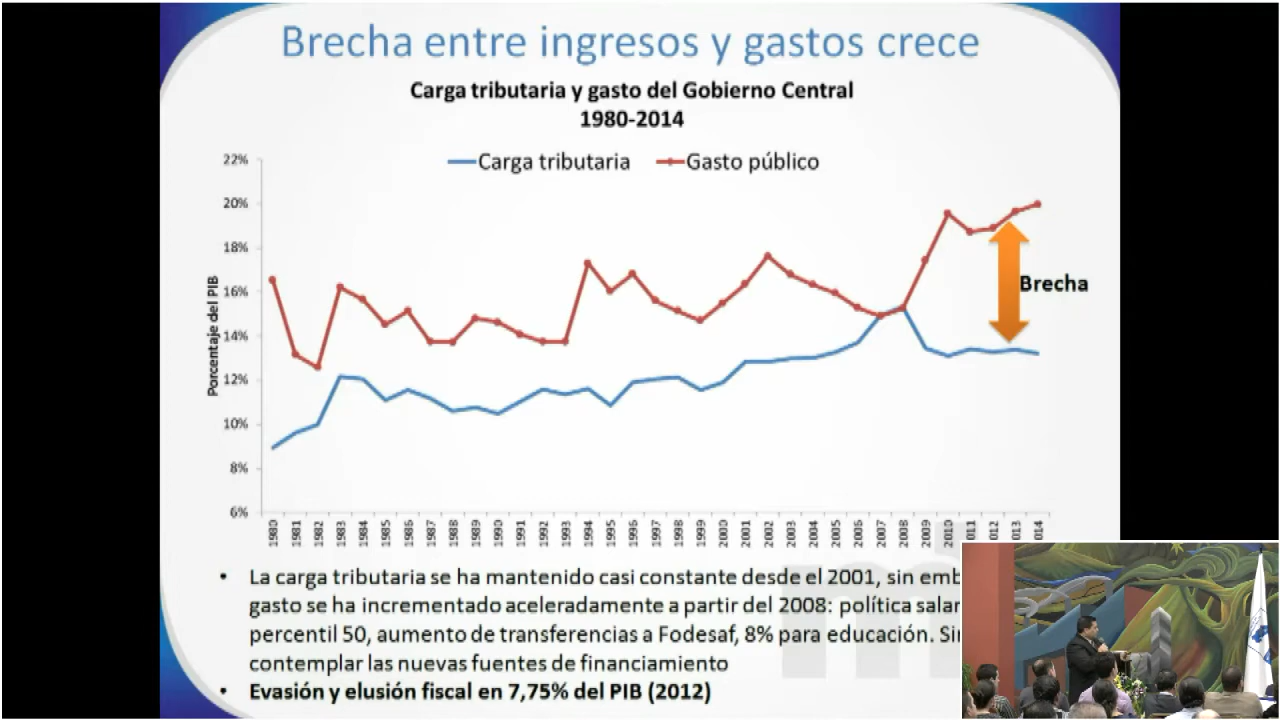 Brecha entre ingresos y gastos crece
Carga tributaria y gasto del Gobierno Central
1980-2014
Carga tributaria
Gasto público
22%
20%
18%
16%
14%
12%
10%
8%
6%
Porcentaje del PIB
Brecha
1980 1981 1982 1983 1984 1985 1986 1987 1988 1989 1990 1991 1992 1993 1994 1995 1996 1997 1998 1999 2000 2001 2002 2003 2004 2005 2006 2007 2008 2009 2010 011 012 013 014
• La carga tributaria se ha mantenido casi constante desde el 2001, sin emb
gasto se ha incrementado aceleradamente a partir del 2008: política salar
percentil 50, aumento de transferencias a Fodesaf, 8% para educación. Si
contemplar las nuevas fuentes de financiamiento
• Evasión y elusión fiscal en 7,75% del PIB (2012)